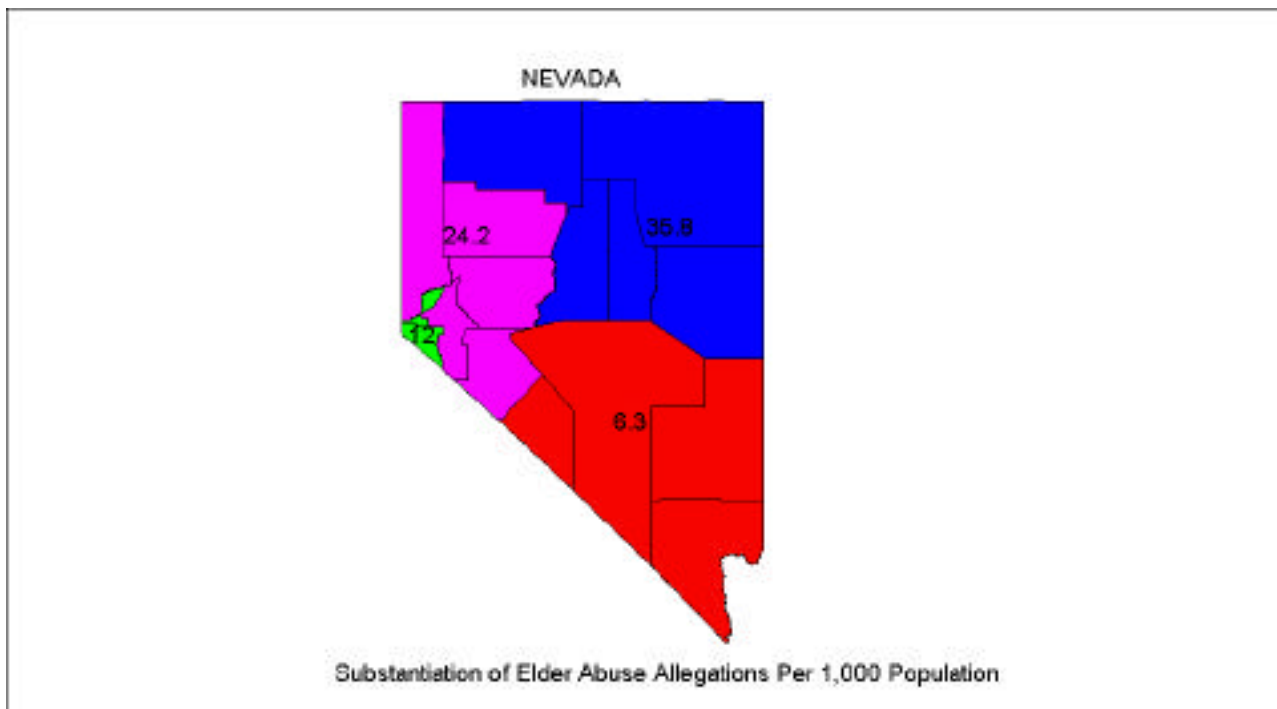 NEVADA
24.2
35.8
12
6.3
Substantiation of Elder Abuse Allegations Per 1,000 Population